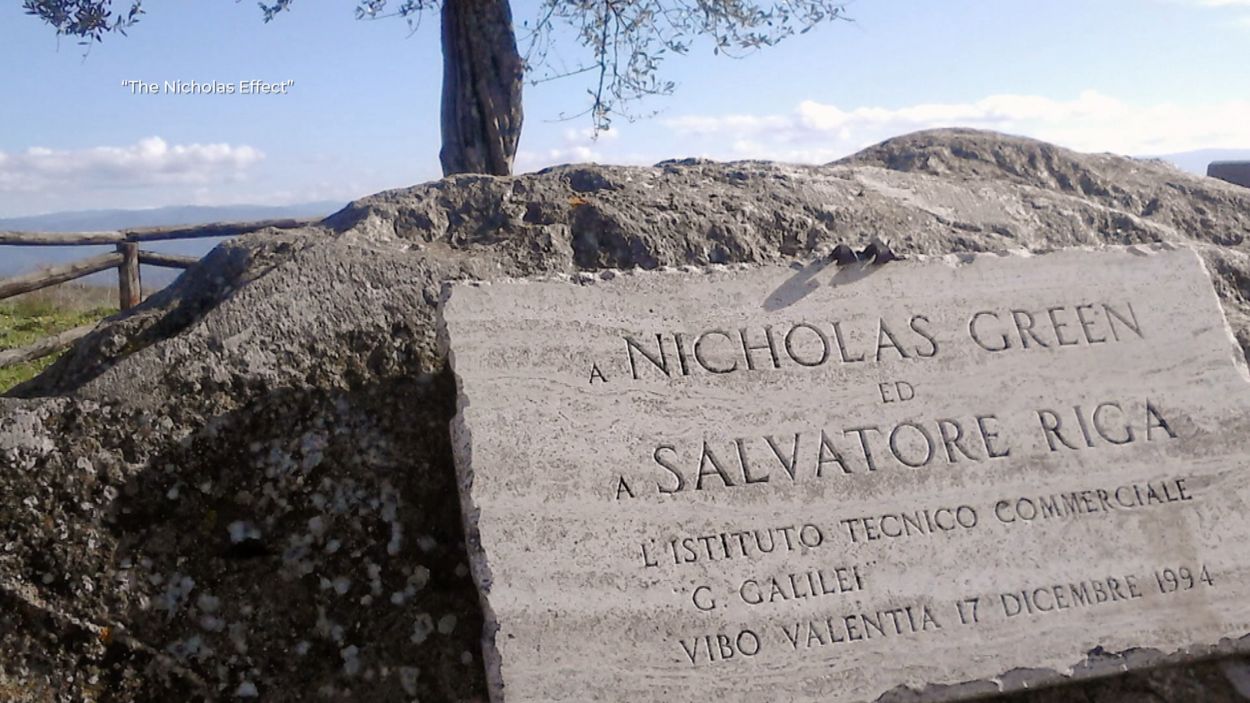 “The Nicholas Effect”
A NICHOLAS GREEN
ED
A SALVATORE RIGA
L'ISTITUTO TECNICO COMMERCIALE
"G. GALILEI"
VIBO VALENTIA 17 DICEMBRE 1994